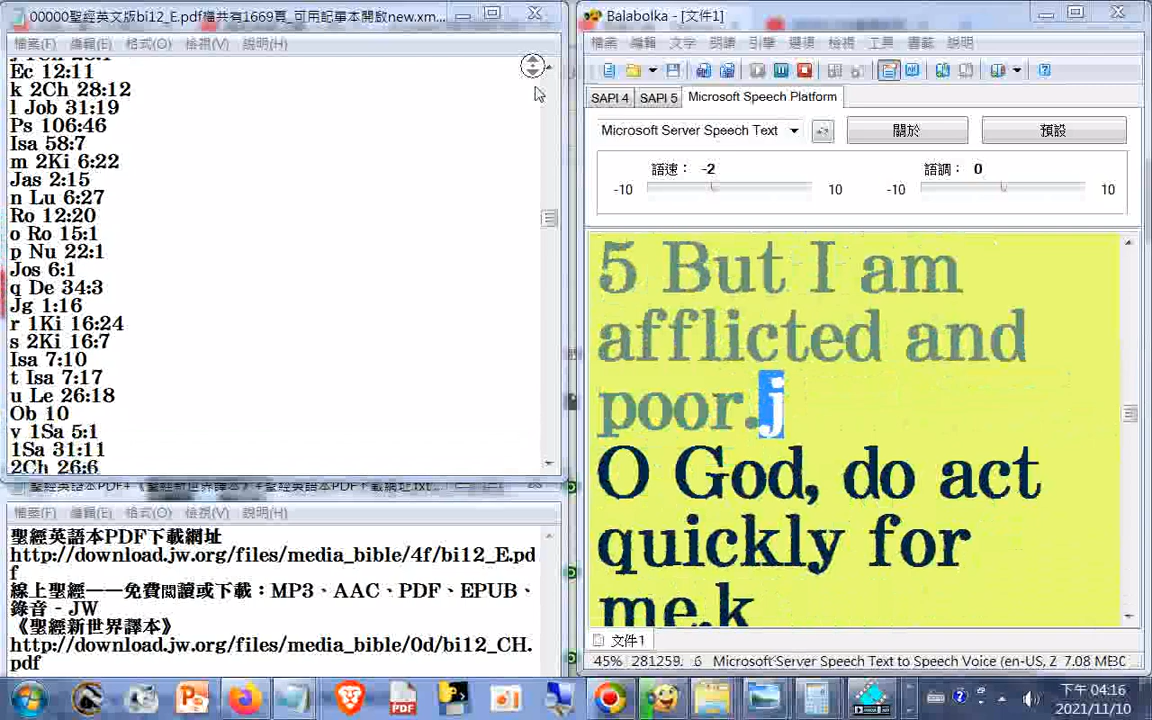 00000聖經英文版bi12_E.pdf檔共有1669頁_可用記事本開啟new.xm...
檔案(F) 編輯(E) 格式(O) 檢視(V) 說明(H)
Ec 12:11
k 2Ch 28:12
l Job 31:19
Ps 106:46
Isa 58:7
m 2Ki 6:22
Jas 2:15
n Lu 6:27
Ro 12:20
o Ro 15:1
p Nu 22:1
Jos 6:1
q De 34:3
Jg 1:16
r 1Ki 16:24
s 2Ki 16:7
Isa 7:10
t Isa 7:17
u Le 26:18
Ob 10
v 1Sa 5:1
1Sa 31:11
2Ch 26:6
檔案(F) 編輯(E) 格式(O) 檢視(V) 說明(H)
聖經英語本PDF下載網址
http://download.jw.org/files/media_bible/4f/bi12_E.pd
f
線上聖經——免費閱讀或下載：MP3、AAC、PDF、EPUB、
錄音 - JW
《聖經新世界譯本》
http://download.jw.org/files/media_bible/0d/bi12_CH.
pdf
Balabolka - [文件1]
檔案 編輯 文字 朗讀 引擎 選項 檢視 工具 書籤 說明
SAPI 4 SAPI 5 Microsoft Speech Platform
Microsoft Server Speech Text 關於 預設
語速： -2 語調： 0
-10 10 -10 10
5 But I am
afflicted and
poor.j
O God, do act
quickly for
me.k
文件1
45% 281259. 6 Microsoft Server Speech Text to Speech Voice (en-US, Z 7.08 MB
下午 04:16
2021/11/10